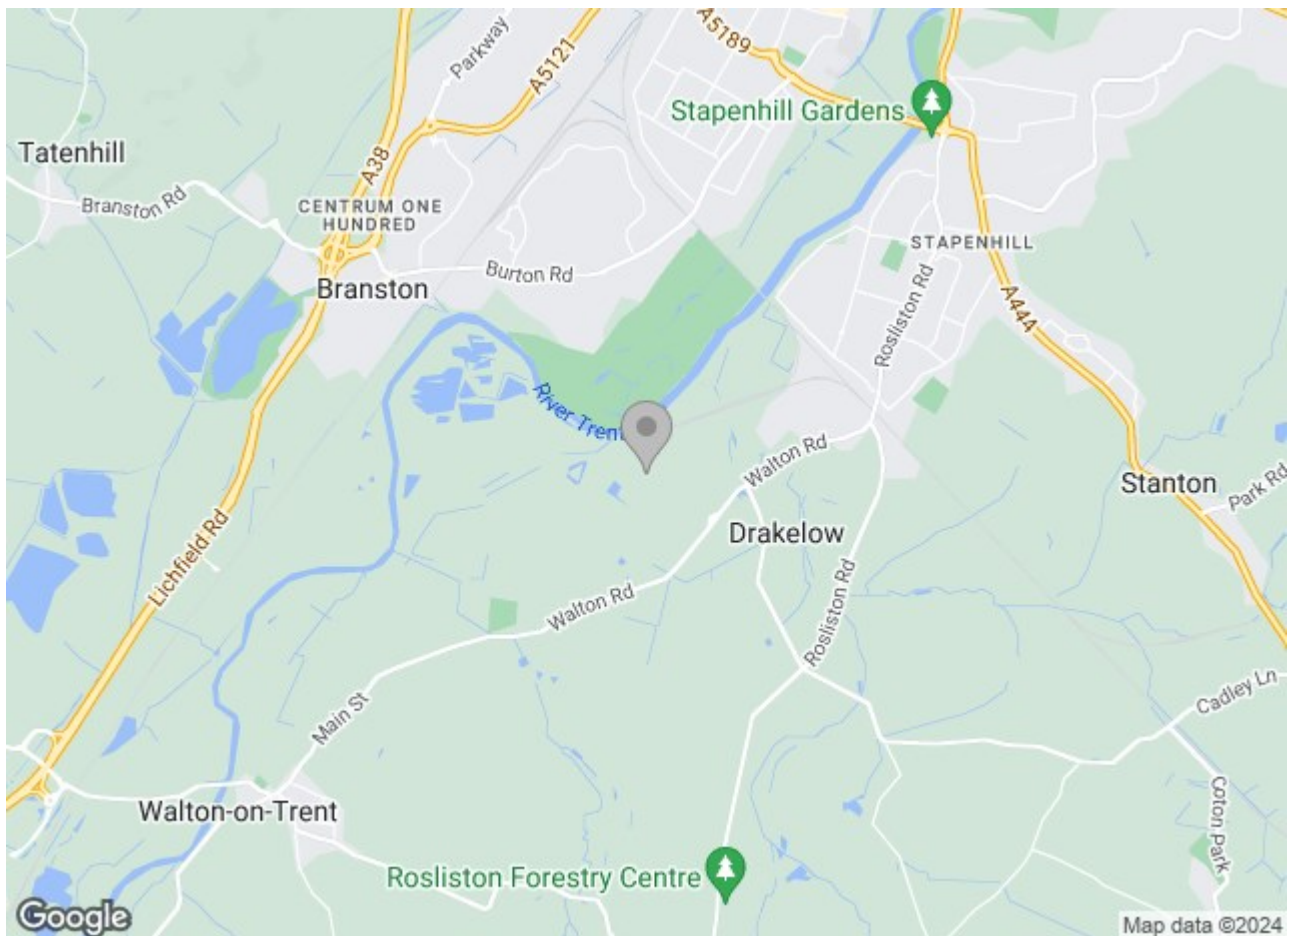 Parkway
A5121
A5189
Stapenhill Gardens
Tatenhill
A38
Branston Rd
CENTRUM ONE
HUNDRED
STAPENHILL
Burton Rd
Branston
Rosliston Rd
A444
River Trent
Walton Rd
Stanton
Park Rd
Drakelow
Lichfield Rd
Walton Rd
Rosliston Rd
Main St
Cadley Ln
Walton-on-Trent
Coton Park
Rosliston Forestry Centre
Google
Map data ©2024